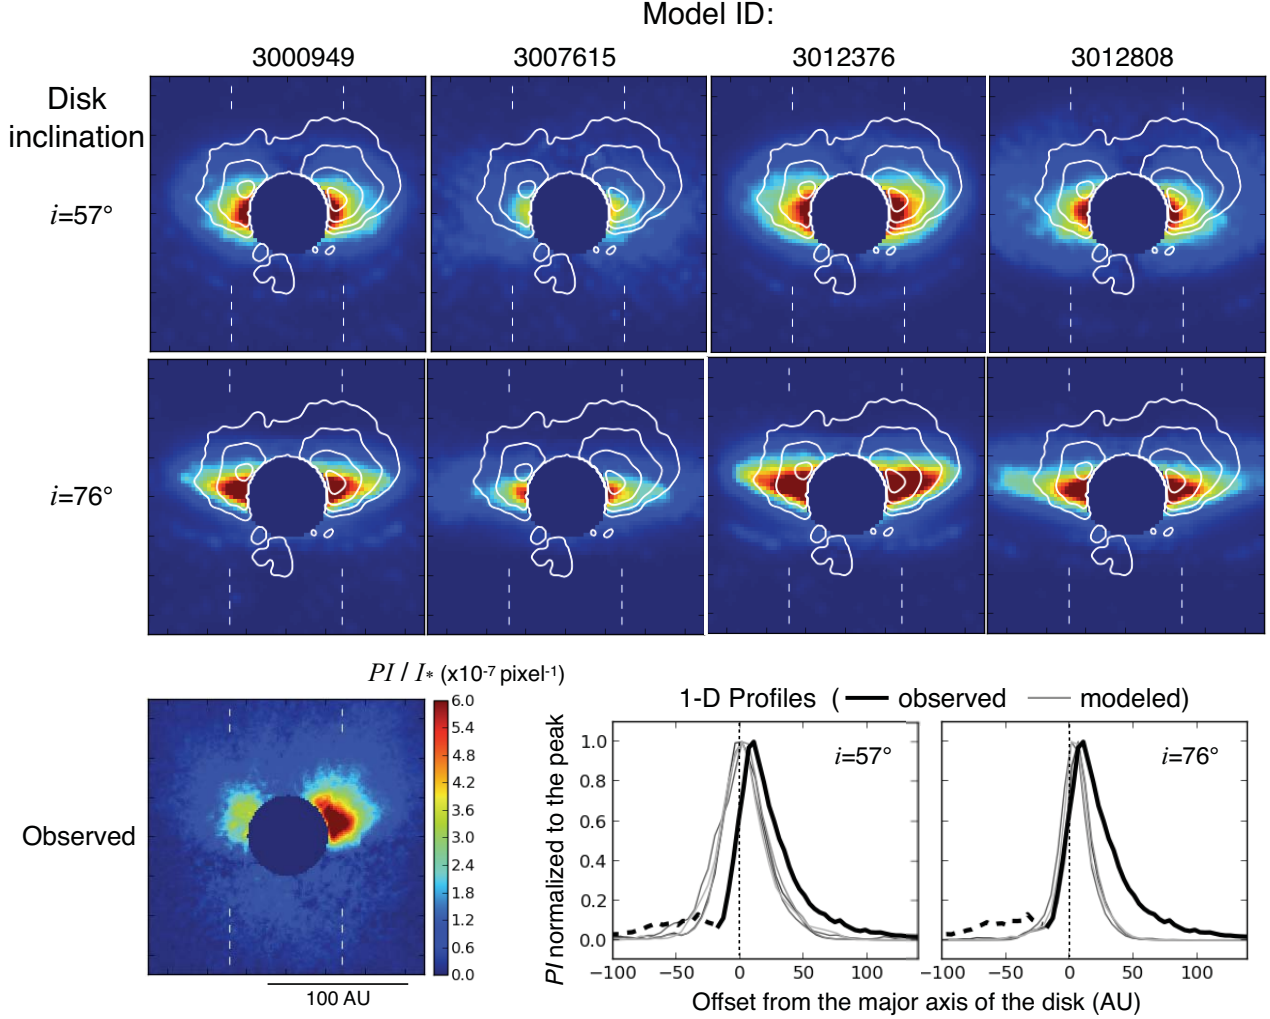 Model ID:
3000949 3007615 3012376 3012808
Disk
inclination
i=57°
i=76°
PI / I* (x10-7 pixel-1)
6.0
5.4
4.8
4.2
3.6
3.0
2.4
1.8
1.2
0.6
0.0
Observed
100 AU
1-D Profiles ( observed modeled)
i=57° i=76°
PI normalized to the peak
1.0
0.8
0.6
0.4
0.2
0.0
−100 −50 0 50 100 −100 −50 0 50 100
Offset from the major axis of the disk (AU)